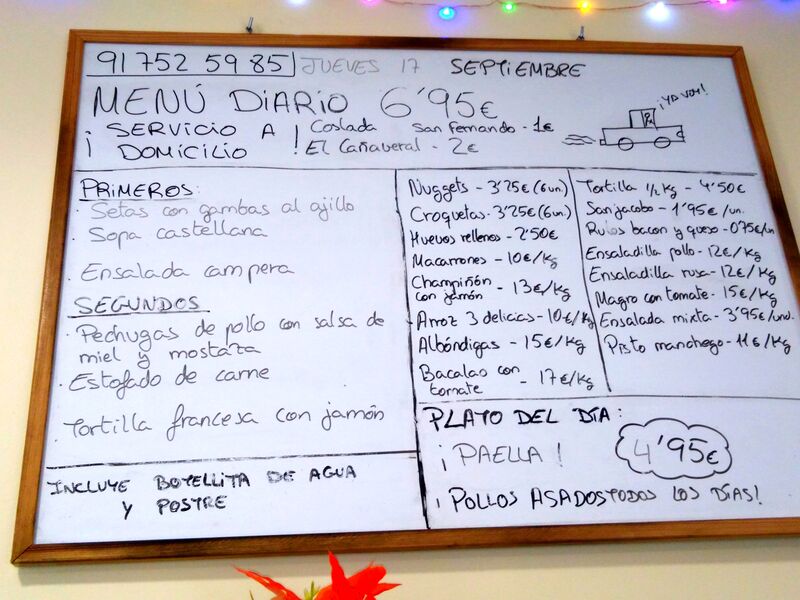 91 752 59 85 JUEVES 17 SEPTIEMBRE
MENÚ DIARIO 6'95€
¡YA VOY!
¡ SERVICIO A DOMICILIO !
Coslada San Fernando - 1€
El Cañaveral - 2€
PRIMEROS:
· Setas con gambas al ajillo
· Sopa castellana
· Ensalada campera
SEGUNDOS
· Pechugas de pollo con salsa de
miel y mostaza
· Estofado de carne
· Tortilla francesa con jamón
INCLUYE BOTELLITA DE AGUA
Y POSTRE
Nuggets - 3'25€ (6un.)
Croquetas. 3'25€ (6un.)
Huevos rellenos - 2'50€
Macarrones - 10€/Kg
Champiñón
con jamón - 13€/Kg
Arroz 3 delicias - 10€/Kg
Albóndigas - 15€/Kg
Bacalao con
tomate - 17€/Kg
Tortilla 1/2 Kg - 4'50€
Sanjacobo - 1'95€/un.
Rulos bacon y queso - 0'75€/un
Ensaladilla pollo - 12€/Kg
Ensaladilla rusa - 12€/Kg
Magro con tomate - 15€/Kg
Ensalada mixta - 3'95€/und.
Pisto manchego - 11€/Kg
PLATO DEL DÍA:
¡PAELLA! 4'95€
¡POLLOS ASADOS TODOS LOS DÍAS!